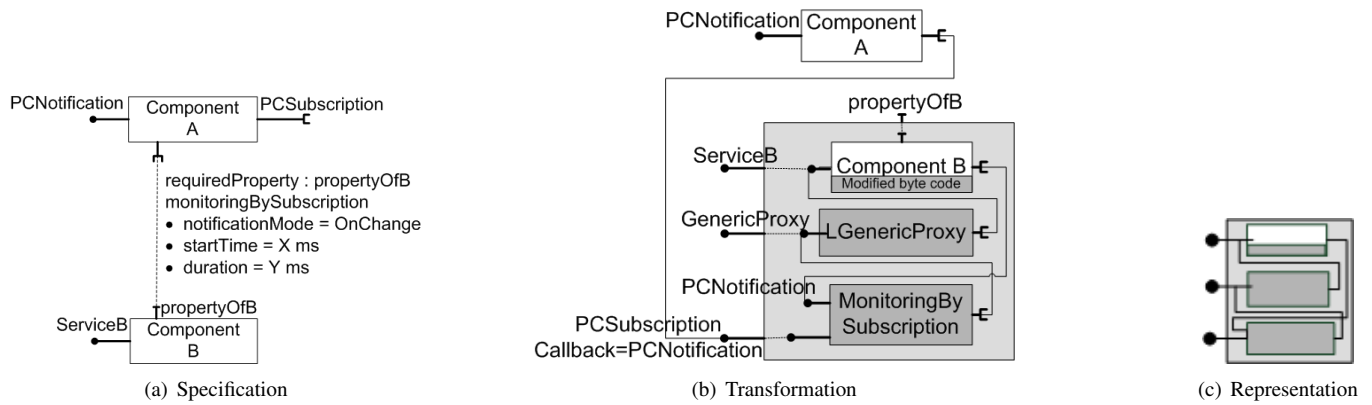 PCNotification
Component
A
PCSubscription
requiredProperty : propertyOfB
monitoringBySubscription
• notificationMode = OnChange
• startTime = X ms
• duration = Y ms
propertyOfB
ServiceB
Component
B
(a) Specification
PCNotification
Component
A
propertyOfB
ServiceB
Component B
Modified byte code
GenericProxy
LGenericProxy
PCNotification
MonitoringBy
Subscription
PCSubscription
Callback=PCNotification
(b) Transformation
(c) Representation